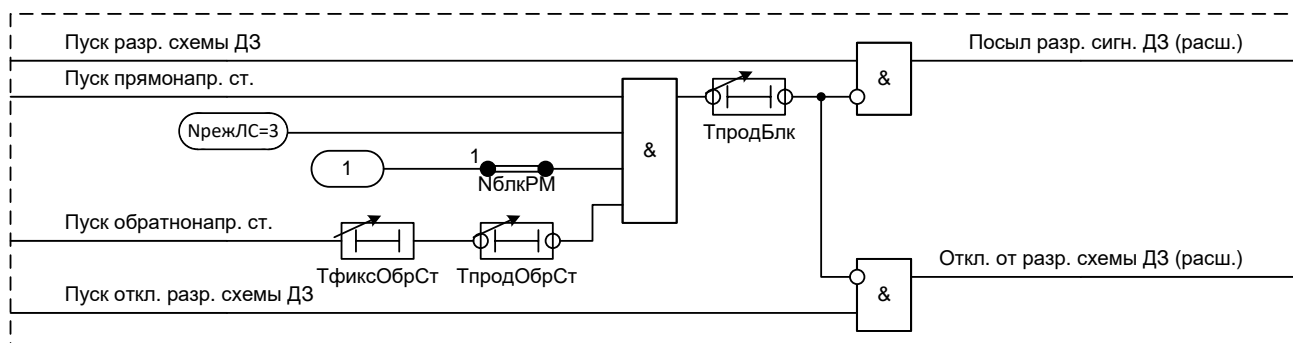 Пуск разр. схемы ДЗ
Посыл разр. сигн. ДЗ (расш.)
Пуск прямонапр. ст.
&
NрежЛС=3
ТпродБлк
&
1
1
NблкРМ
Пуск обратнонапр. ст.
ТфиксОбрСт
ТпродОбрСт
Откл. от разр. схемы ДЗ (расш.)
Пуск откл. разр. схемы ДЗ
&